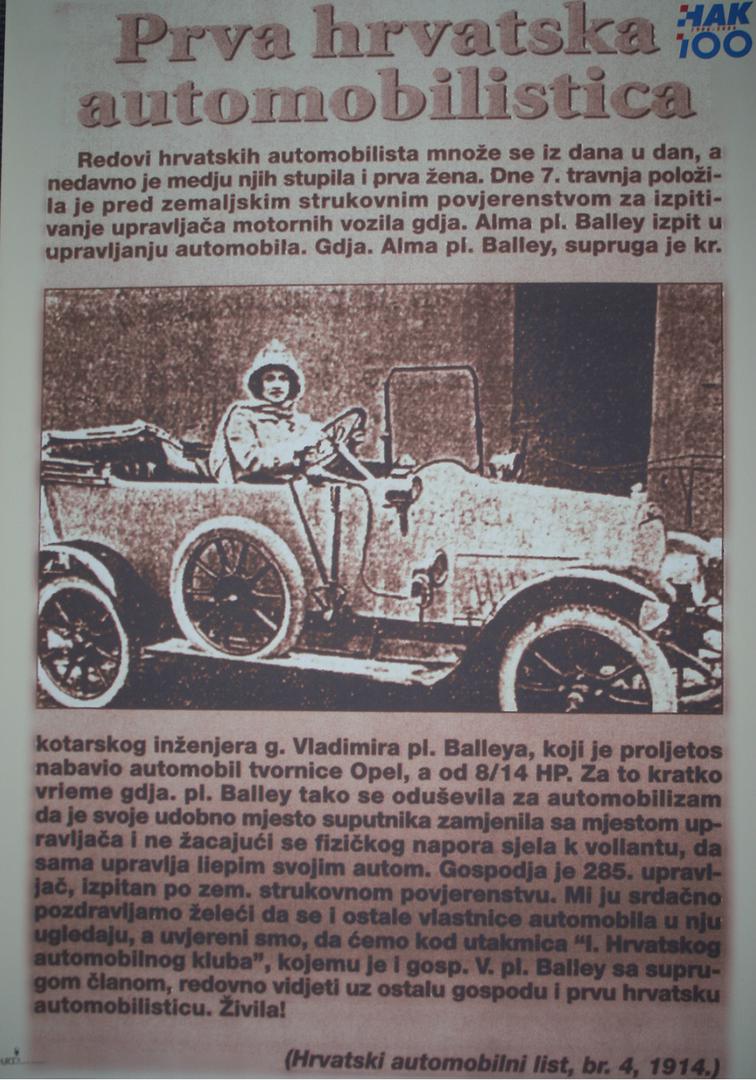 Prva hrvatska
automobilistica
HAK
1906-2006
100
Redovi hrvatskih automobilista množe se iz dana u dan, a
nedavno je medju njih stupila i prva žena. Dne 7. travnja položi-
la je pred zemaljskim strukovnim povjerenstvom za izpiti-
vanje upravljača motornih vozila gdja. Alma pl. Balley izpit u
upravljanju automobila. Gdja. Alma pl. Balley, supruga je kr.
kotarskog inženjera g. Vladimira pl. Balleya, koji je proljetos
nabavio automobil tvornice Opel, a od 8/14 HP. Za to kratko
vrieme gdja. pl. Balley tako se oduševila za automobilizam
da je svoje udobno mjesto suputnika zamjenila sa mjestom up-
ravljača i ne žacajući se fizičkog napora sjela k vollantu, da
sama upravlja liepim svojim autom. Gospodja je 285. upravl-
jač, izpitan po zem. strukovnom povjerenstvu. Mi ju srdačno
pozdravljamo želeći da se i ostale vlastnice automobila u nju
ugledaju, a uvjereni smo, da ćemo kod utakmica “I. Hrvatskog
automobilnog kluba”, kojemu je i gosp. V. pl. Balley sa supru-
gom članom, redovno vidjeti uz ostalu gospodu i prvu hrvatsku
automobilisticu. Živila!
(Hrvatski automobilni list, br. 4, 1914.)